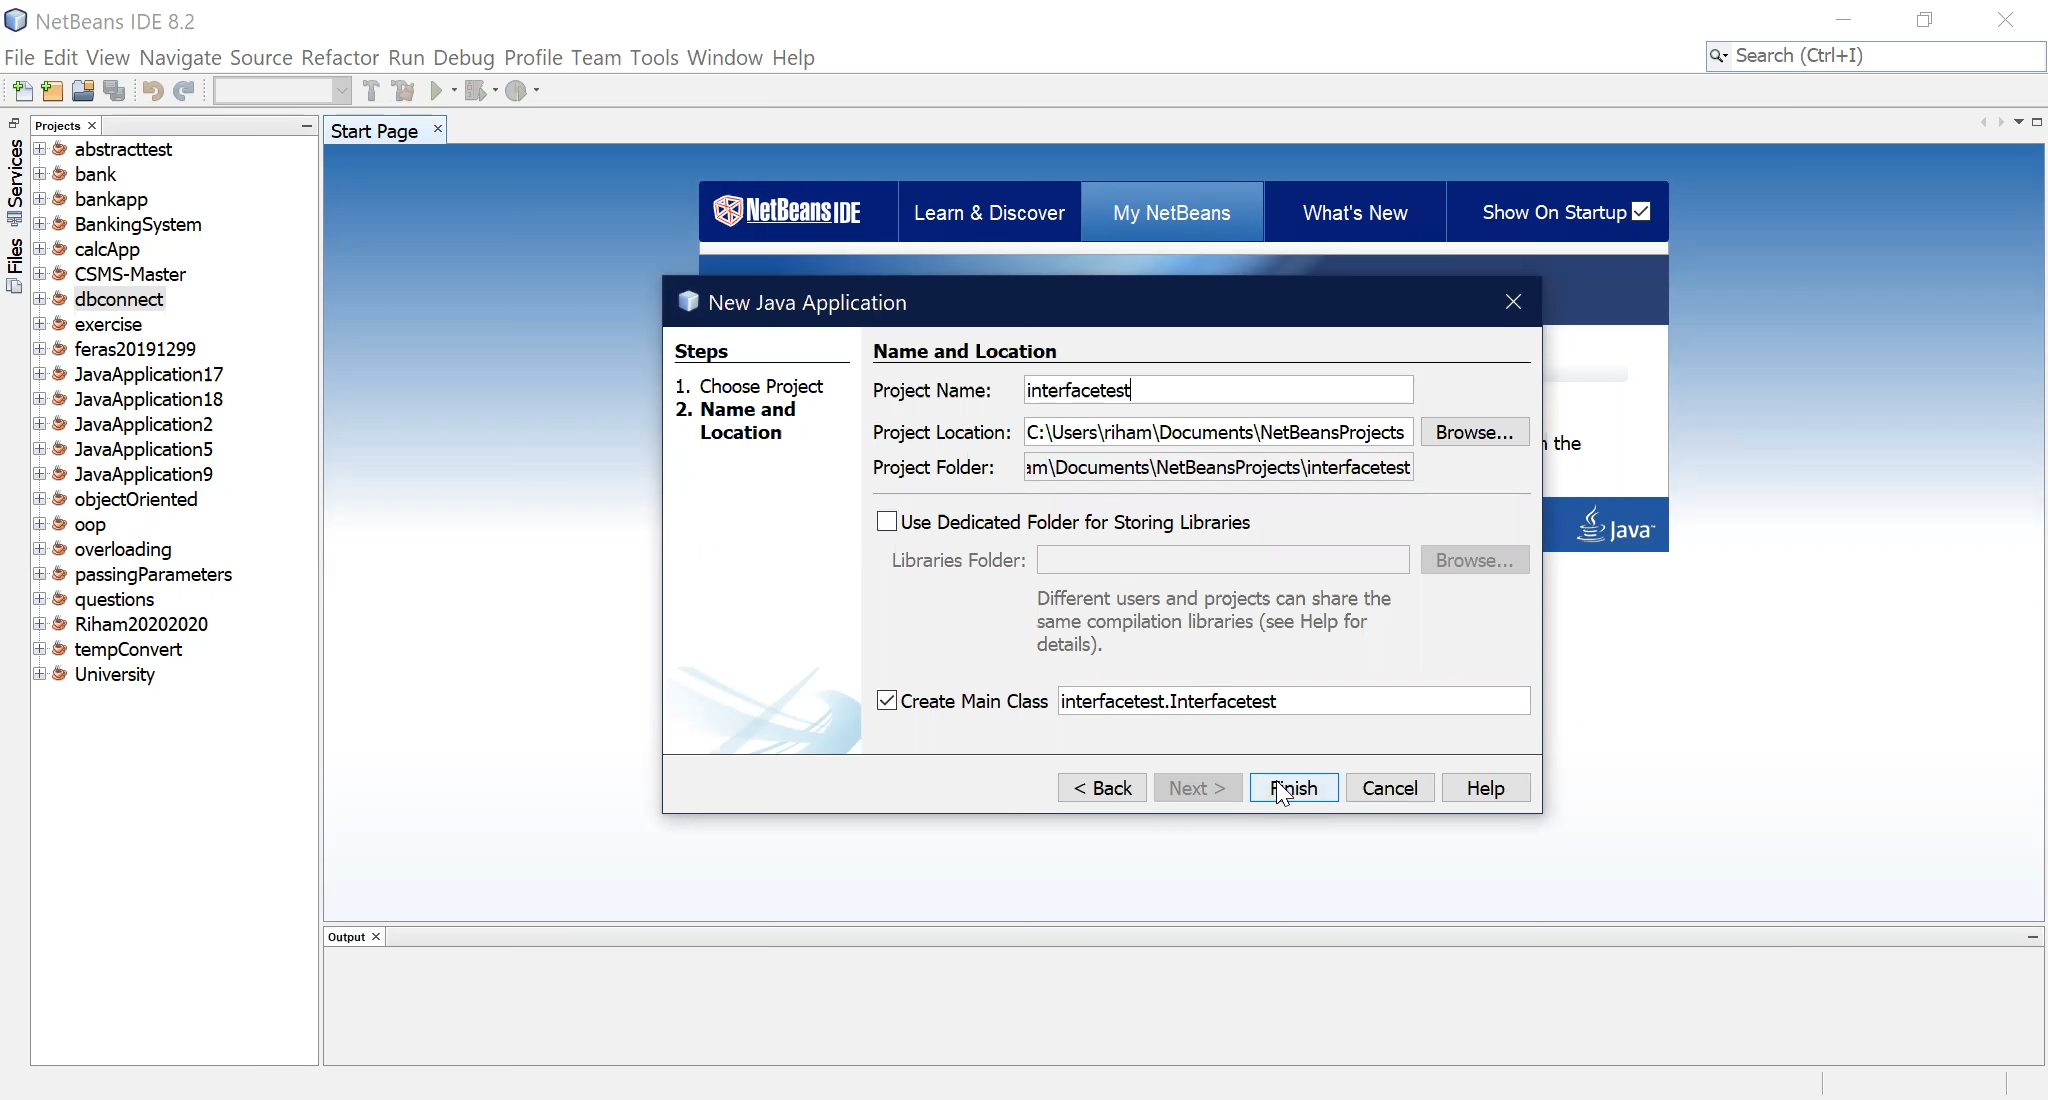 NetBeans IDE 8.2
File Edit View Navigate Source Refactor Run Debug Profile Team Tools Window Help
Search (Ctrl+I)
Projects
Start Page
Services
Files
abstracttest
bank
bankapp
BankingSystem
calcApp
CSMS-Master
dbconnect
exercise
feras20191299
JavaApplication17
JavaApplication18
JavaApplication2
JavaApplication5
JavaApplication9
objectOriented
oop
overloading
passingParameters
questions
Riham20202020
tempConvert
University
NetBeans IDE
Learn & Discover
My NetBeans
What's New
Show On Startup
New Java Application
Steps
1. Choose Project
2. Name and
Location
Name and Location
Project Name: interfacetest
Project Location: C:\Users\riham\Documents\NetBeansProjects Browse...
Project Folder: am\Documents\NetBeansProjects\interfacetest
Use Dedicated Folder for Storing Libraries
Libraries Folder: Browse...
Different users and projects can share the
same compilation libraries (see Help for
details).
Create Main Class interfacetest.Interfacetest
< Back Next > Finish Cancel Help
the
Java
Output